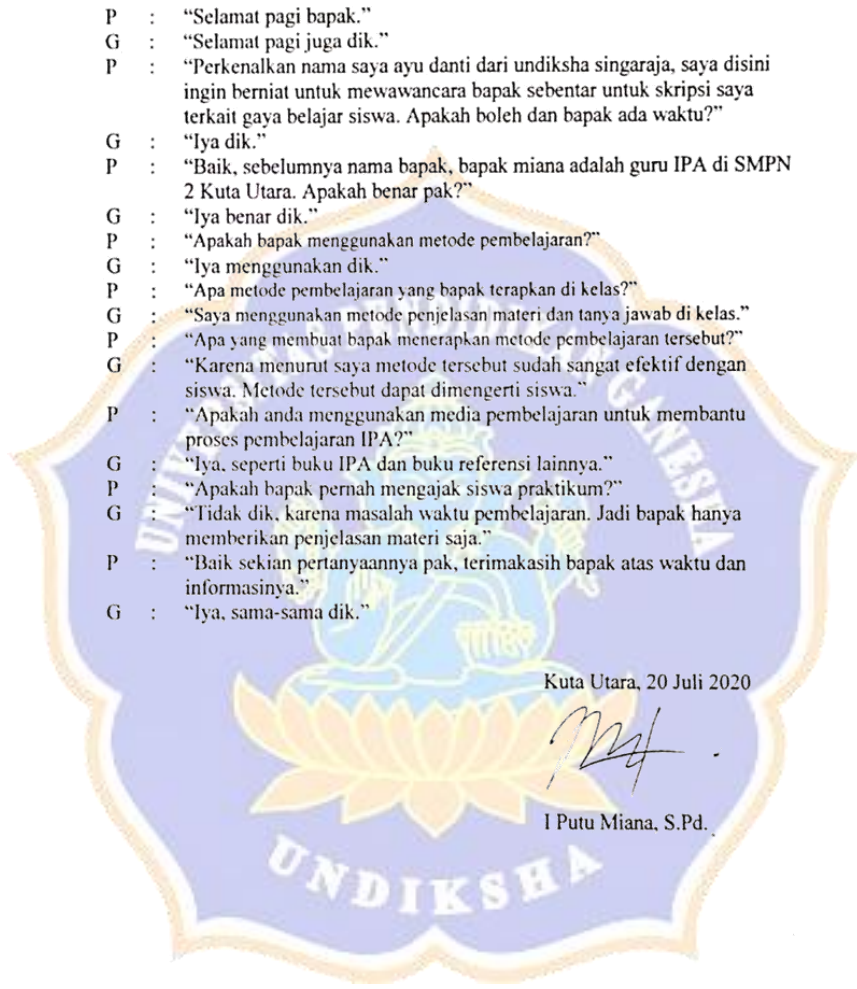 P : “Selamat pagi bapak.”
G : “Selamat pagi juga dik.”
P : “Perkenalkan nama saya ayu danti dari undiksha singaraja, saya disini
ingin berniat untuk mewawancara bapak sebentar untuk skripsi saya
terkait gaya belajar siswa. Apakah boleh dan bapak ada waktu?”
G : “Iya dik.”
P : “Baik, sebelumnya nama bapak, bapak miana adalah guru IPA di SMPN
2 Kuta Utara. Apakah benar pak?”
G : “Iya benar dik.”
P : “Apakah bapak menggunakan metode pembelajaran?”
G : “Iya menggunakan dik.”
P : “Apa metode pembelajaran yang bapak terapkan di kelas?”
G : “Saya menggunakan metode penjelasan materi dan tanya jawab di kelas.”
P : “Apa yang membuat bapak menerapkan metode pembelajaran tersebut?”
G : “Karena menurut saya metode tersebut sudah sangat efektif dengan
siswa. Metode tersebut dapat dimengerti siswa.”
P : “Apakah anda menggunakan media pembelajaran untuk membantu
proses pembelajaran IPA?”
G : “Iya, seperti buku IPA dan buku referensi lainnya.”
P : “Apakah bapak pernah mengajak siswa praktikum?”
G : “Tidak dik, karena masalah waktu pembelajaran. Jadi bapak hanya
memberikan penjelasan materi saja.”
P : “Baik sekian pertanyaannya pak, terimakasih bapak atas waktu dan
informasinya.”
G : “Iya, sama-sama dik.”
Kuta Utara, 20 Juli 2020
I Putu Miana, S.Pd.
UNIVERSITAS PENDIDIKAN GANESHA
UNDIKSHA